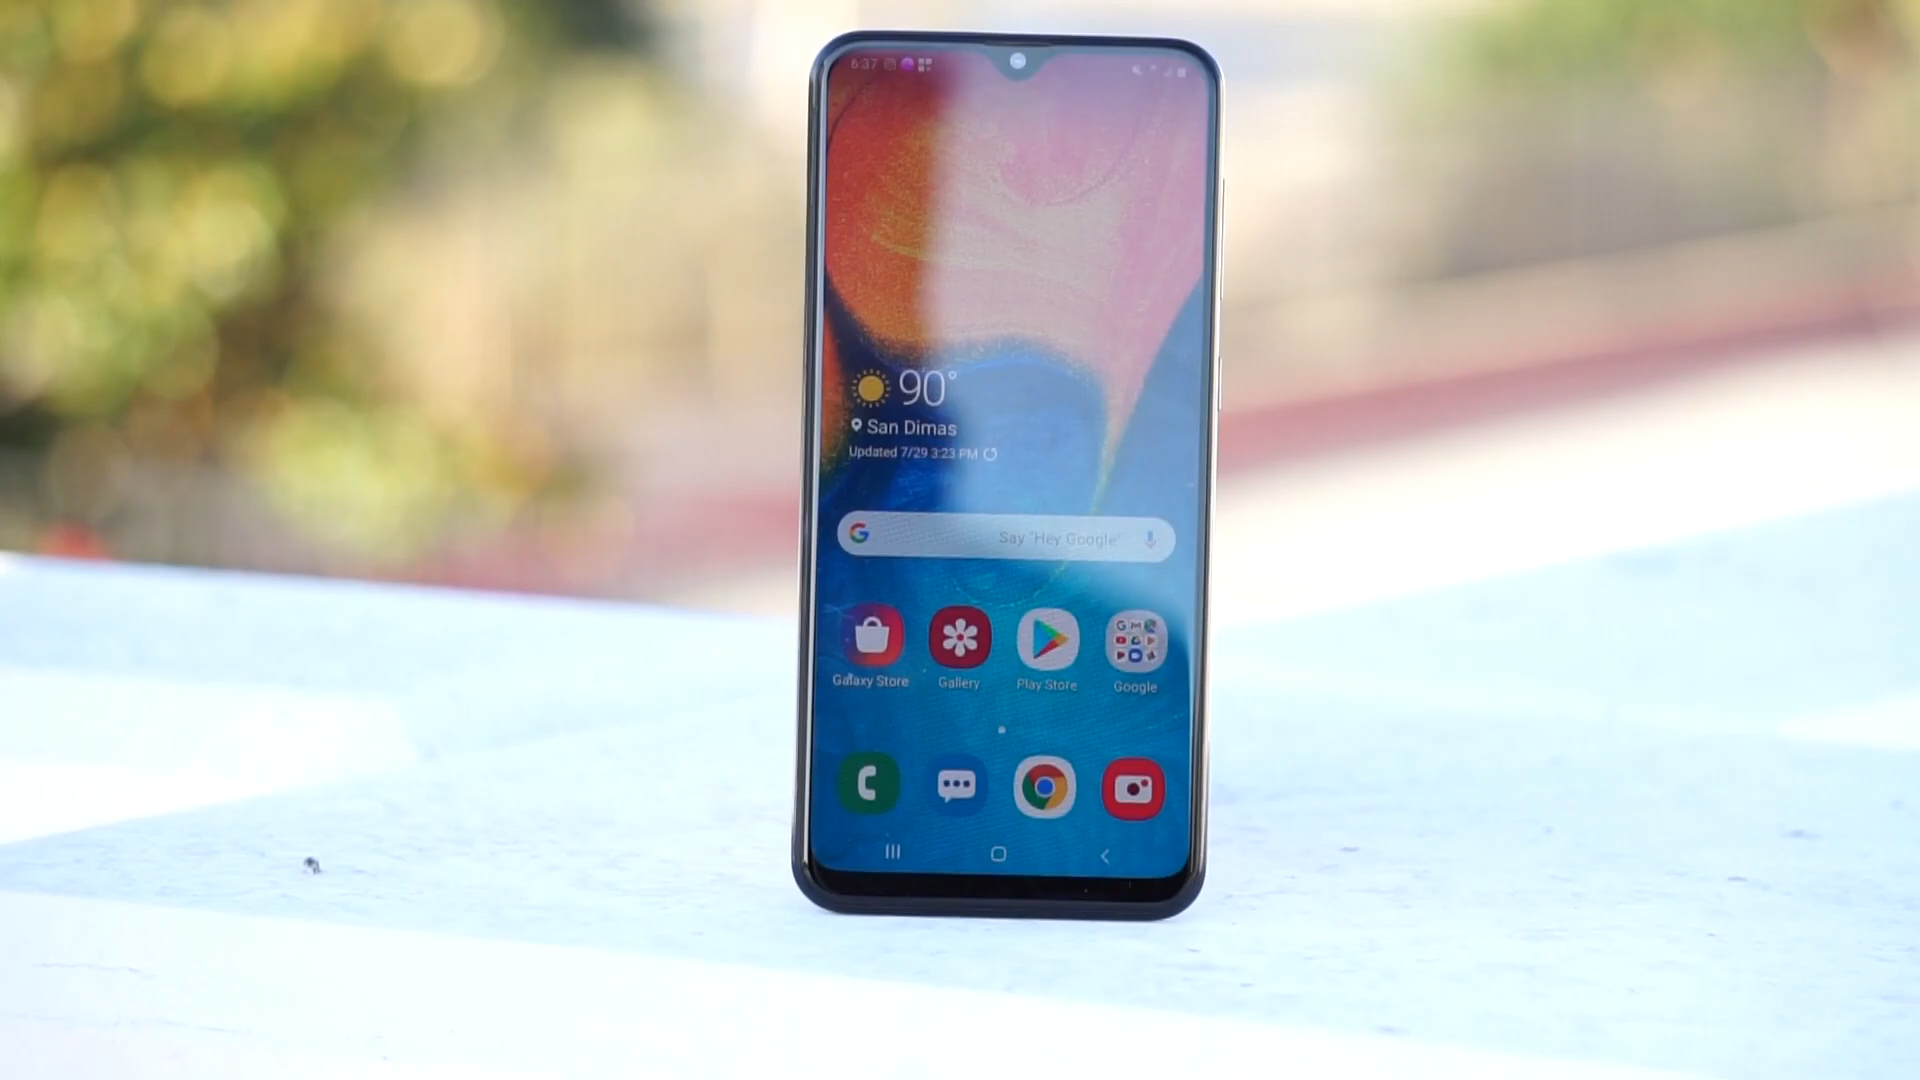 6:37
90°
San Dimas
Updated 7/29 3:23 PM
Say "Hey Google"
Galaxy Store
Gallery
Play Store
Google